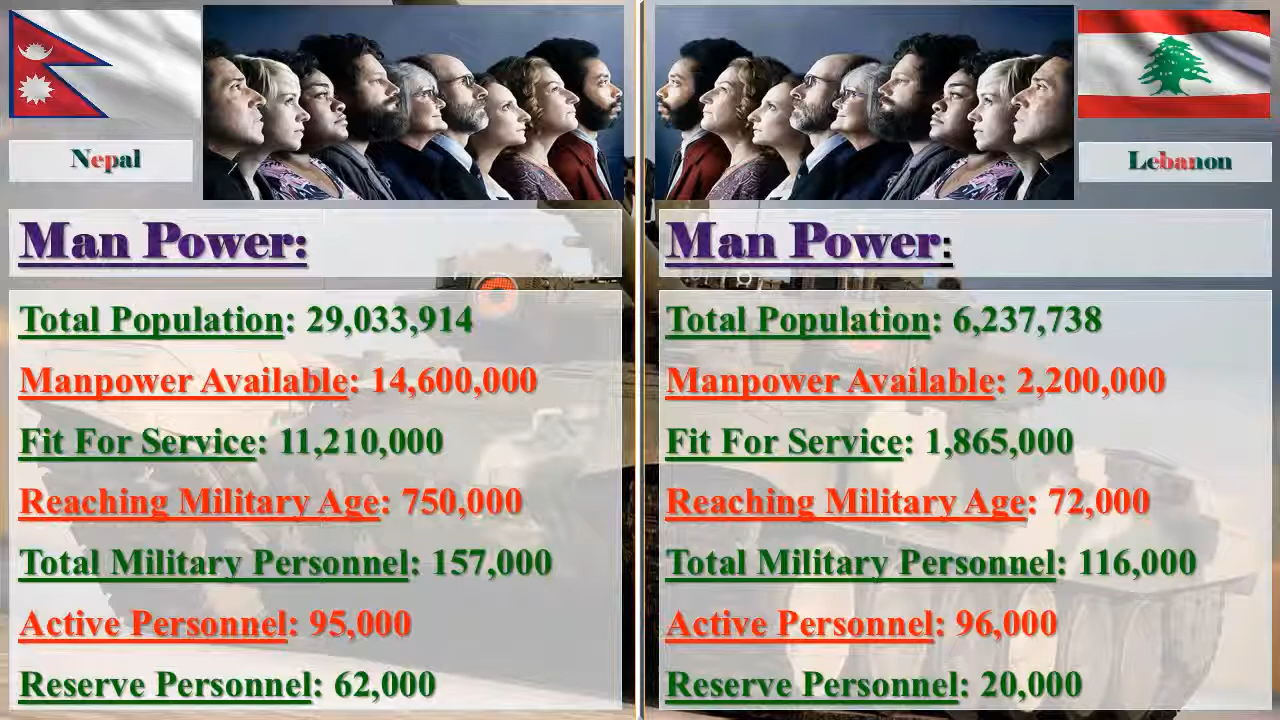 Nepal
Man Power:
Total Population: 29,033,914
Manpower Available: 14,600,000
Fit For Service: 11,210,000
Reaching Military Age: 750,000
Total Military Personnel: 157,000
Active Personnel: 95,000
Reserve Personnel: 62,000
Lebanon
Man Power:
Total Population: 6,237,738
Manpower Available: 2,200,000
Fit For Service: 1,865,000
Reaching Military Age: 72,000
Total Military Personnel: 116,000
Active Personnel: 96,000
Reserve Personnel: 20,000